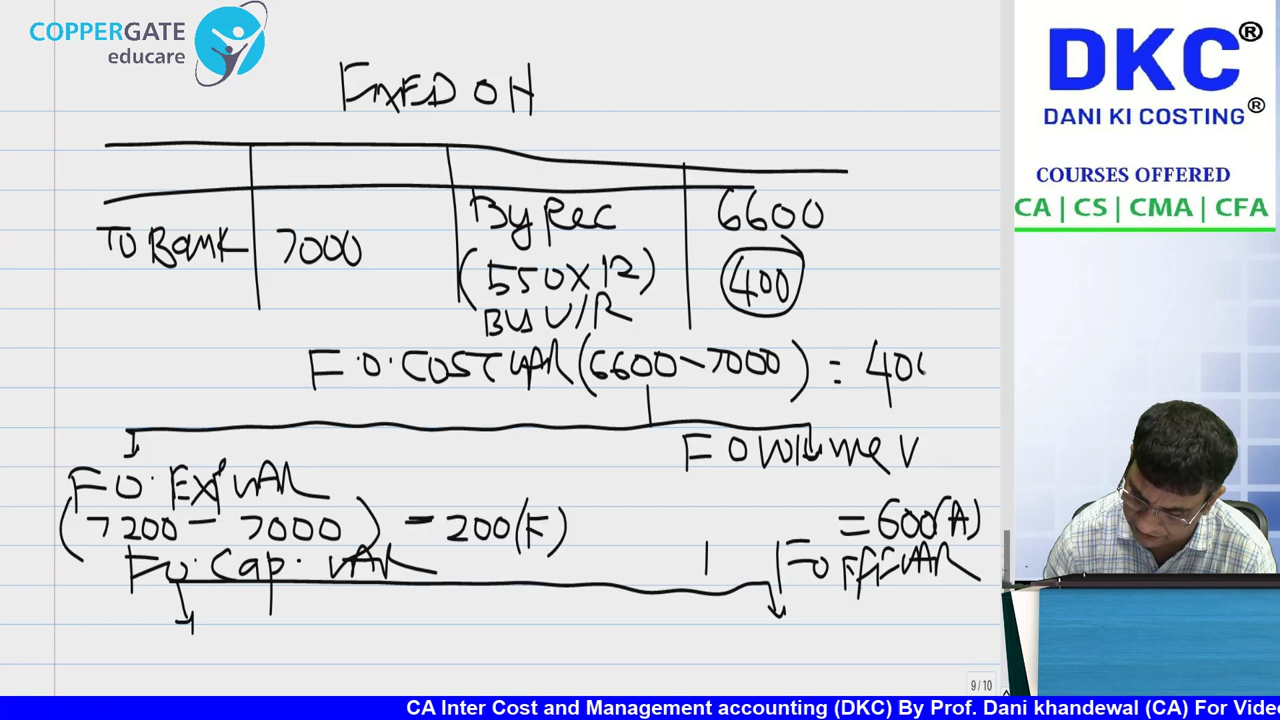 COPPERGATE
educare
FIXED OH
To Bank 7000 By Rec 6600
(550X12) 400
By U/R
F.O. COST VAR (6600-7000) = 400
F O Volume V
F O. Exp VAR
= 600(A)
(7200 - 7000) - 200(F)
F O. Cap. VAR
F O Eff VAR
9/10
DKC®
DANI KI COSTING®
COURSES OFFERED
CA | CS | CMA | CFA
CA Inter Cost and Management accounting (DKC) By Prof. Dani khandewal (CA) For Vide